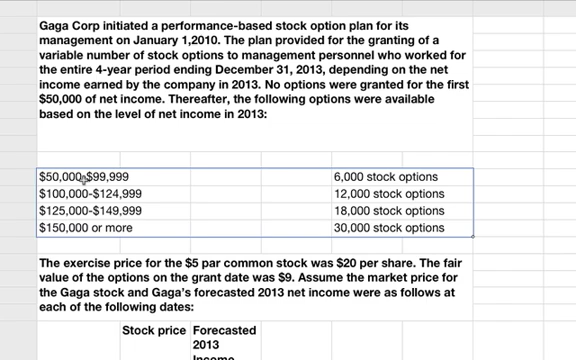 Gaga Corp initiated a performance-based stock option plan for its
management on January 1,2010. The plan provided for the granting of a
variable number of stock options to management personnel who worked for
the entire 4-year period ending December 31, 2013, depending on the net
income earned by the company in 2013. No options were granted for the first
$50,000 of net income. Thereafter, the following options were available
based on the level of net income in 2013:
$50,000-$99,999 6,000 stock options
$100,000-$124,999 12,000 stock options
$125,000-$149,999 18,000 stock options
$150,000 or more 30,000 stock options
The exercise price for the $5 par common stock was $20 per share. The fair
value of the options on the grant date was $9. Assume the market price for
the Gaga stock and Gaga's forecasted 2013 net income were as follows at
each of the following dates:
Stock price Forecasted
2013
Income